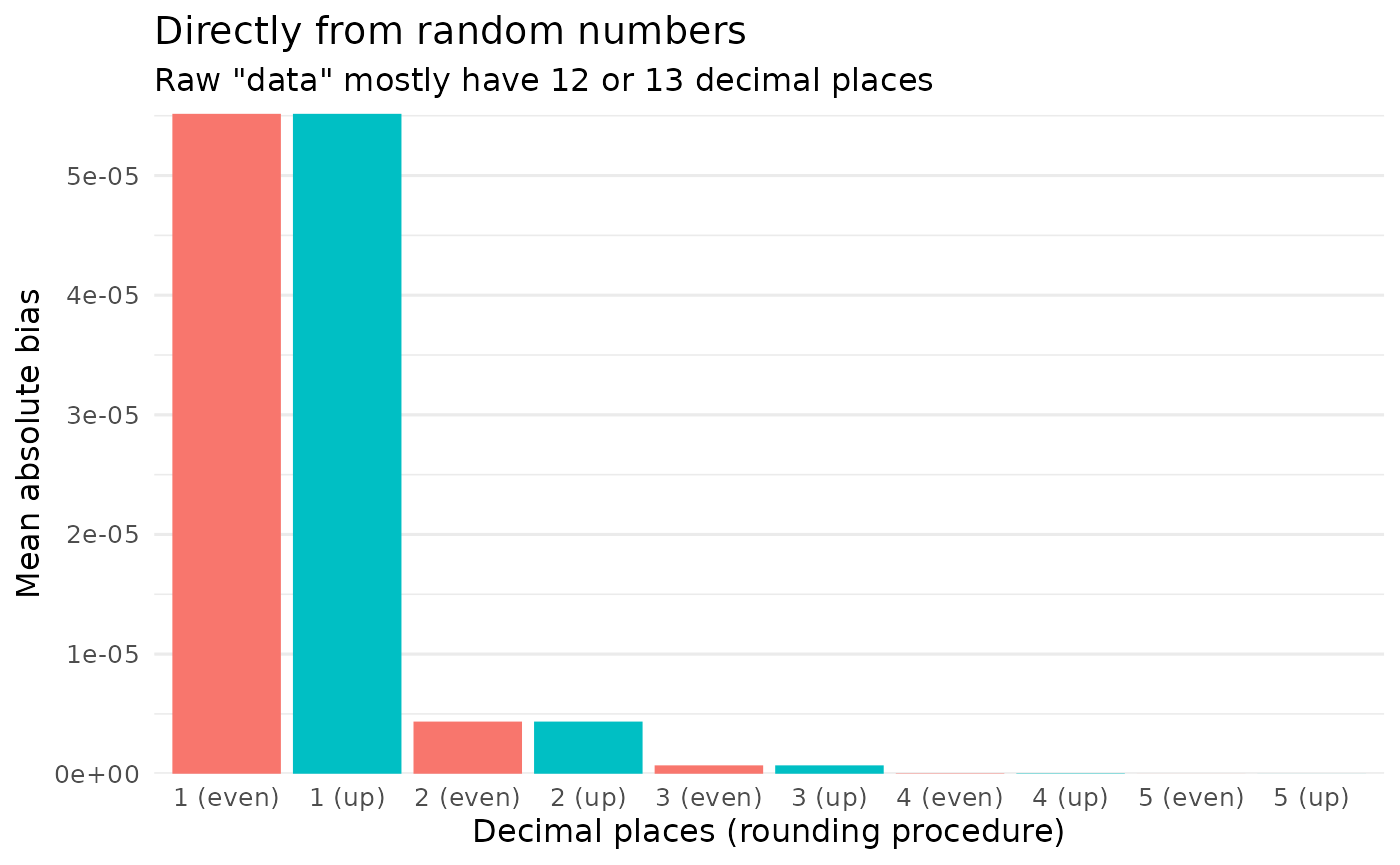 Directly from random numbers
Raw "data" mostly have 12 or 13 decimal places
Mean absolute bias
5e-05
4e-05
3e-05
2e-05
1e-05
0e+00
1 (even) 1 (up) 2 (even) 2 (up) 3 (even) 3 (up) 4 (even) 4 (up) 5 (even) 5 (up)
Decimal places (rounding procedure)